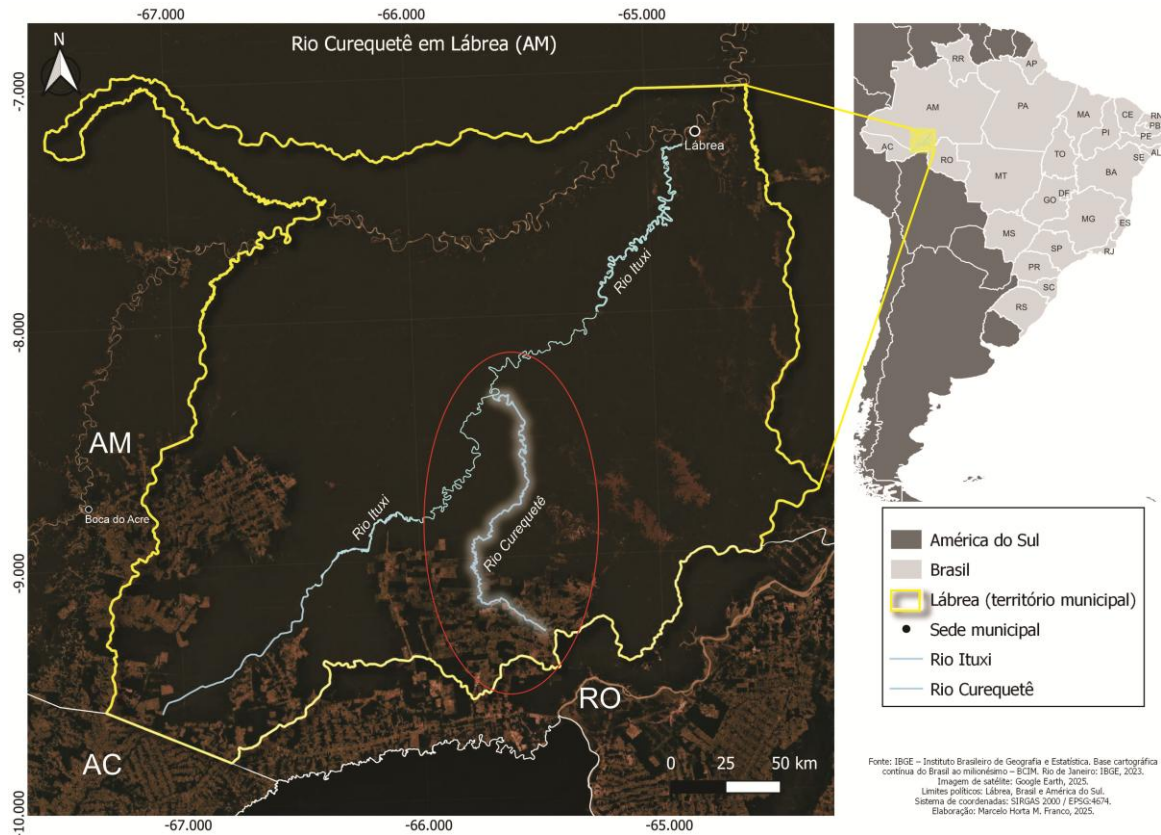 -67.000
-66.000
-65.000
Rio Curequetê em Lábrea (AM)
N
-7.000
-8.000
-9.000
-10.000
Lábrea
Rio Ituxi
AM
Boca do Acre
Rio Ituxi
Rio Curequetê
RO
AC
0 25 50 km
-67.000
-66.000
-65.000
RR
AP
AM
PA
MA
CE
RN
PB
PI
PE
AL
AC
RO
TO
SE
MT
BA
DF
GO
MG
MS
ES
SP
RJ
PR
SC
RS
América do Sul
Brasil
Lábrea (território municipal)
Sede municipal
Rio Ituxi
Rio Curequetê
Fonte: IBGE – Instituto Brasileiro de Geografia e Estatística. Base cartográfica
contínua do Brasil ao milionésimo – BCIM. Rio de Janeiro: IBGE, 2023.
Imagem de satélite: Google Earth, 2025.
Limites políticos: Lábrea, Brasil e América do Sul.
Sistema de coordenadas: SIRGAS 2000 / EPSG:4674.
Elaboração: Marcelo Horta M. Franco, 2025.